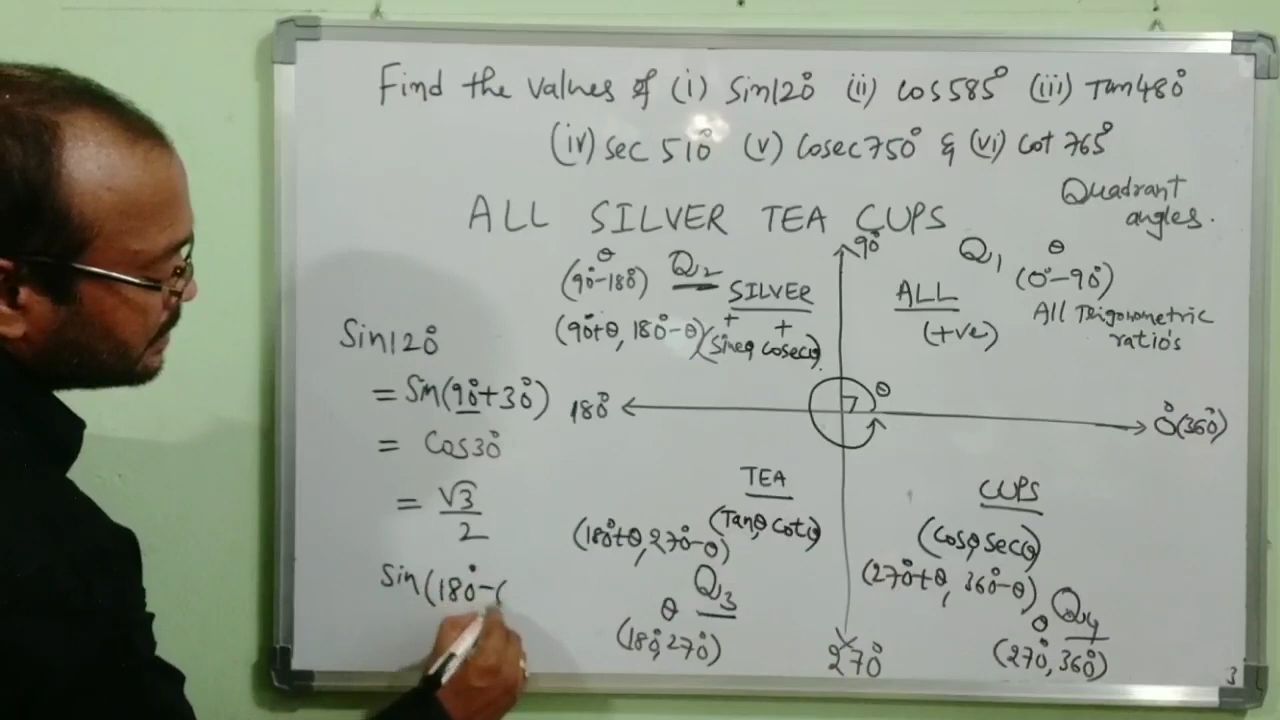 Find the values of (i) Sin120° (ii) Cos585° (iii) Tan480°
(iv) Sec 510° (v) Cosec750° & (vi) Cot 765°
Quadrant
angles.
ALL SILVER TEA CUPS
90°
θ
(90°-180°) Q2
SILVER
(90°+θ, 180°-θ)
+ +
(sineθ cosecθ)
Q1 θ
(0°-90°)
ALL
(+ve)
All Trigonometric
ratio's
Sin120°
= Sin(90°+30°)
= Cos30°
= √3/2
Sin(180°-6
180°
θ
0°(360°)
TEA
(Tanθ, cotθ)
(180°+θ, 270°-θ)
Q3
θ
(180°, 270°)
CUPS
(cosθ, secθ)
(270°+θ, 360°-θ)
Q4
θ
(270°, 360°)
270°
3